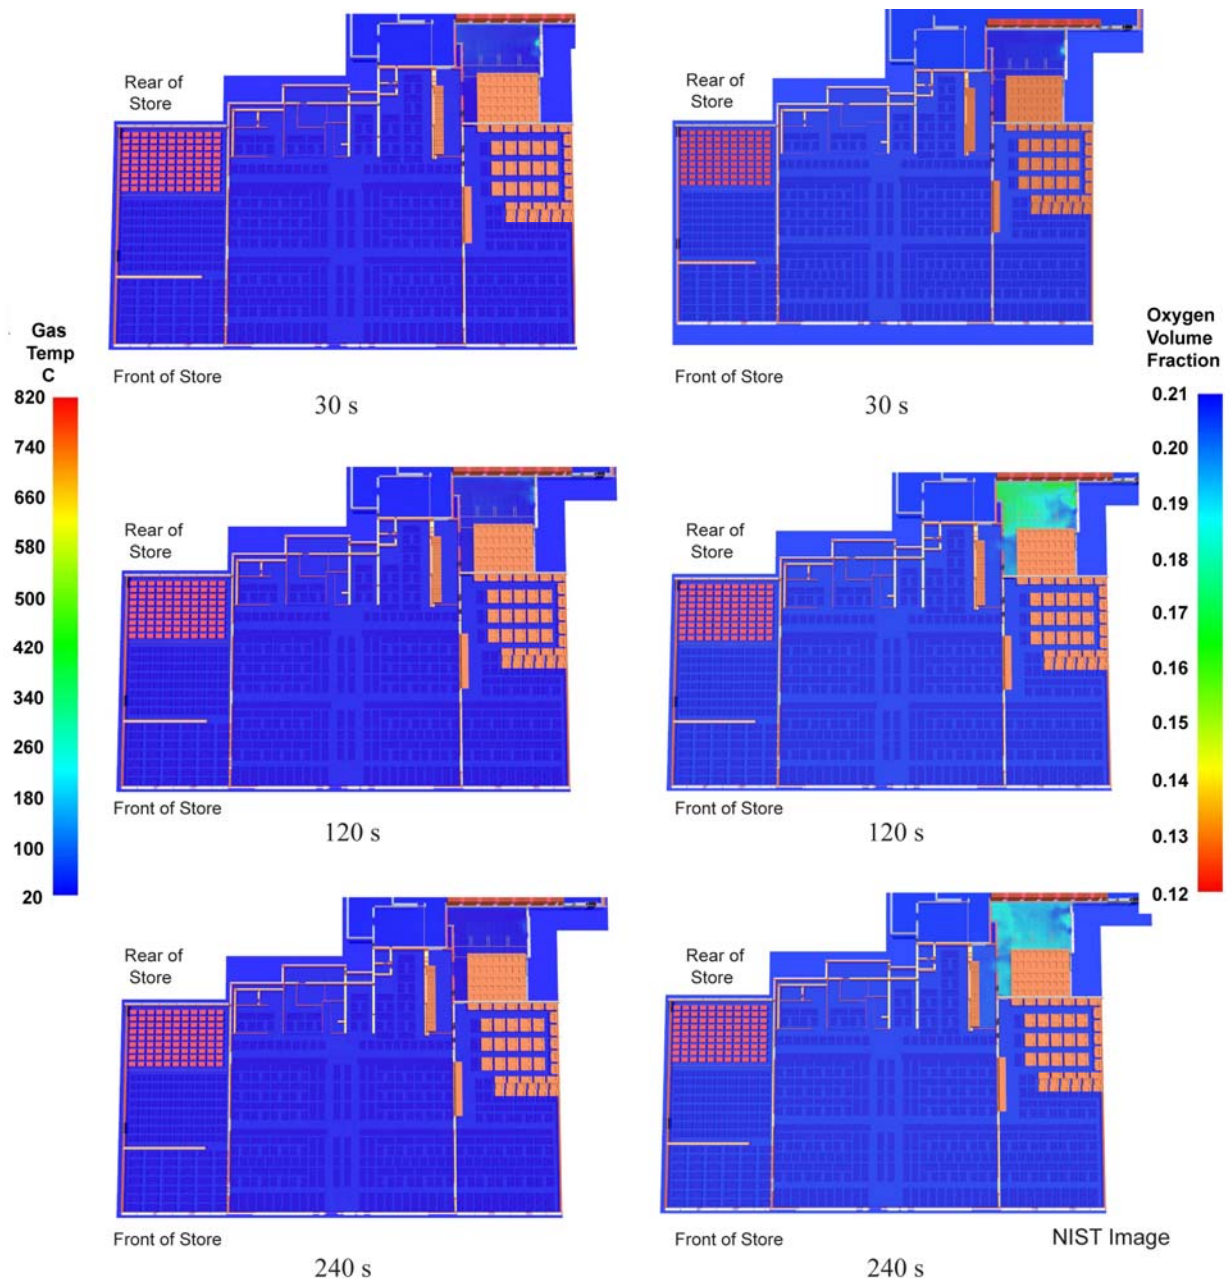 Rear of
Store
Rear of
Store
Front of Store
30 s
Front of Store
30 s
Gas
Temp
C
820
740
660
580
500
420
340
260
180
100
20
Oxygen
Volume
Fraction
0.21
0.20
0.19
0.18
0.17
0.16
0.15
0.14
0.13
0.12
Rear of
Store
Rear of
Store
Front of Store
120 s
Front of Store
120 s
Rear of
Store
Rear of
Store
Front of Store
240 s
Front of Store
240 s
NIST Image